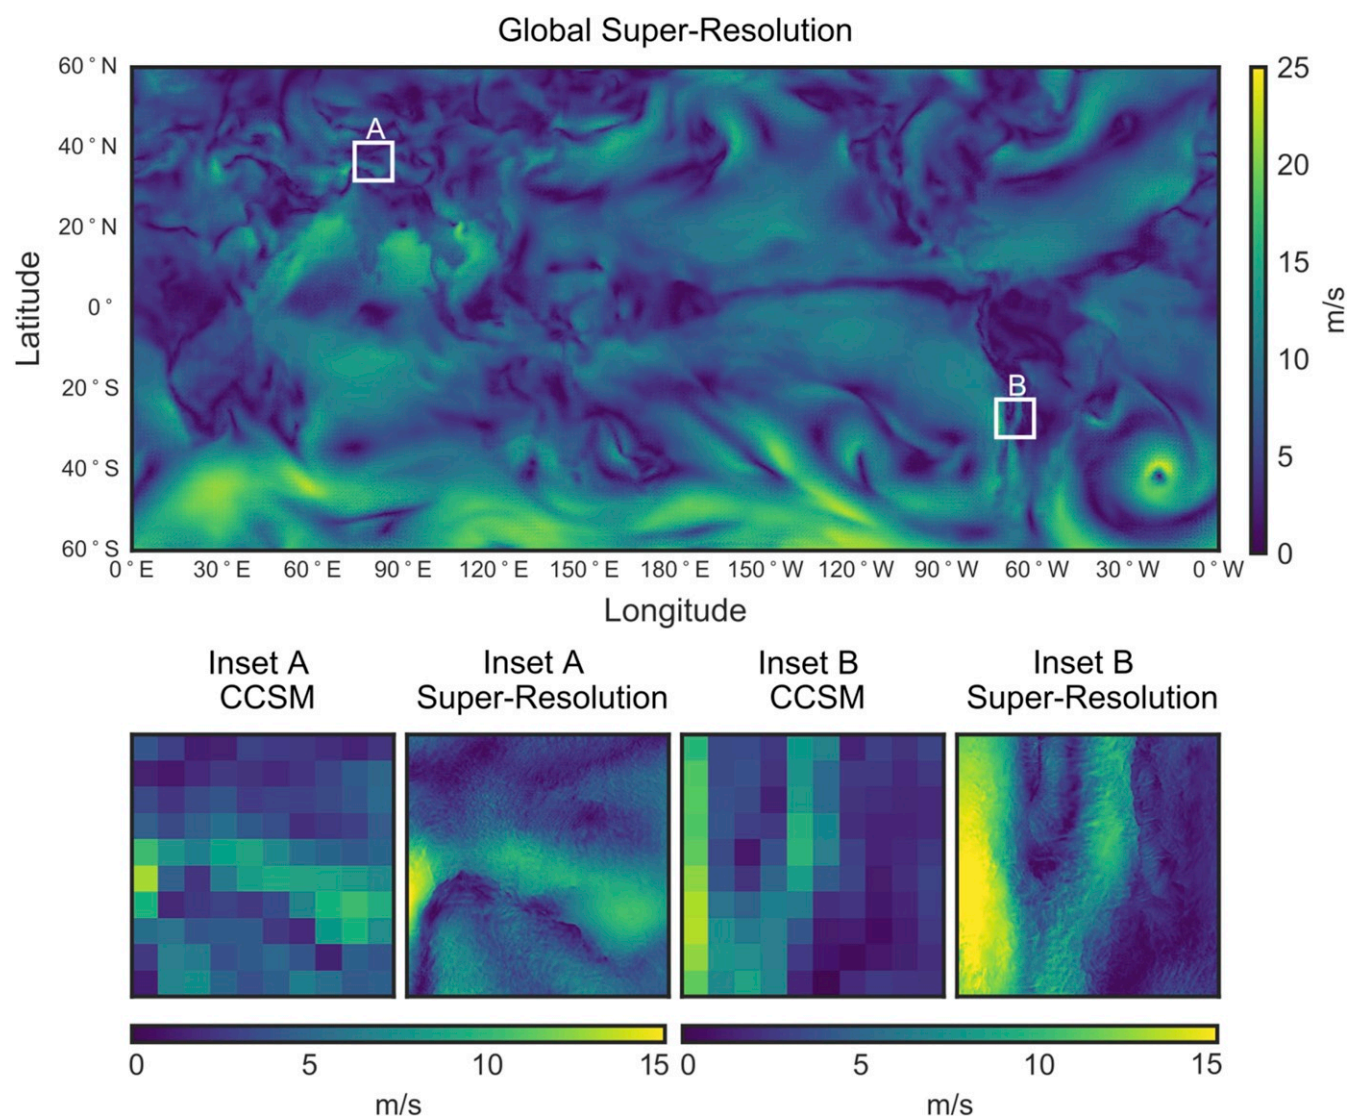 Global Super-Resolution
60°N
40°N
20°N
0°
20°S
40°S
60°S
Latitude
A
B
0°E
30°E
60°E
90°E
120°E
150°E
180°E
150°W
120°W
90°W
60°W
30°W
0°W
Longitude
25
20
15
10
5
0
m/s
Inset A
CCSM
Inset A
Super-Resolution
Inset B
CCSM
Inset B
Super-Resolution
0 5 10 15
m/s
0 5 10 15
m/s